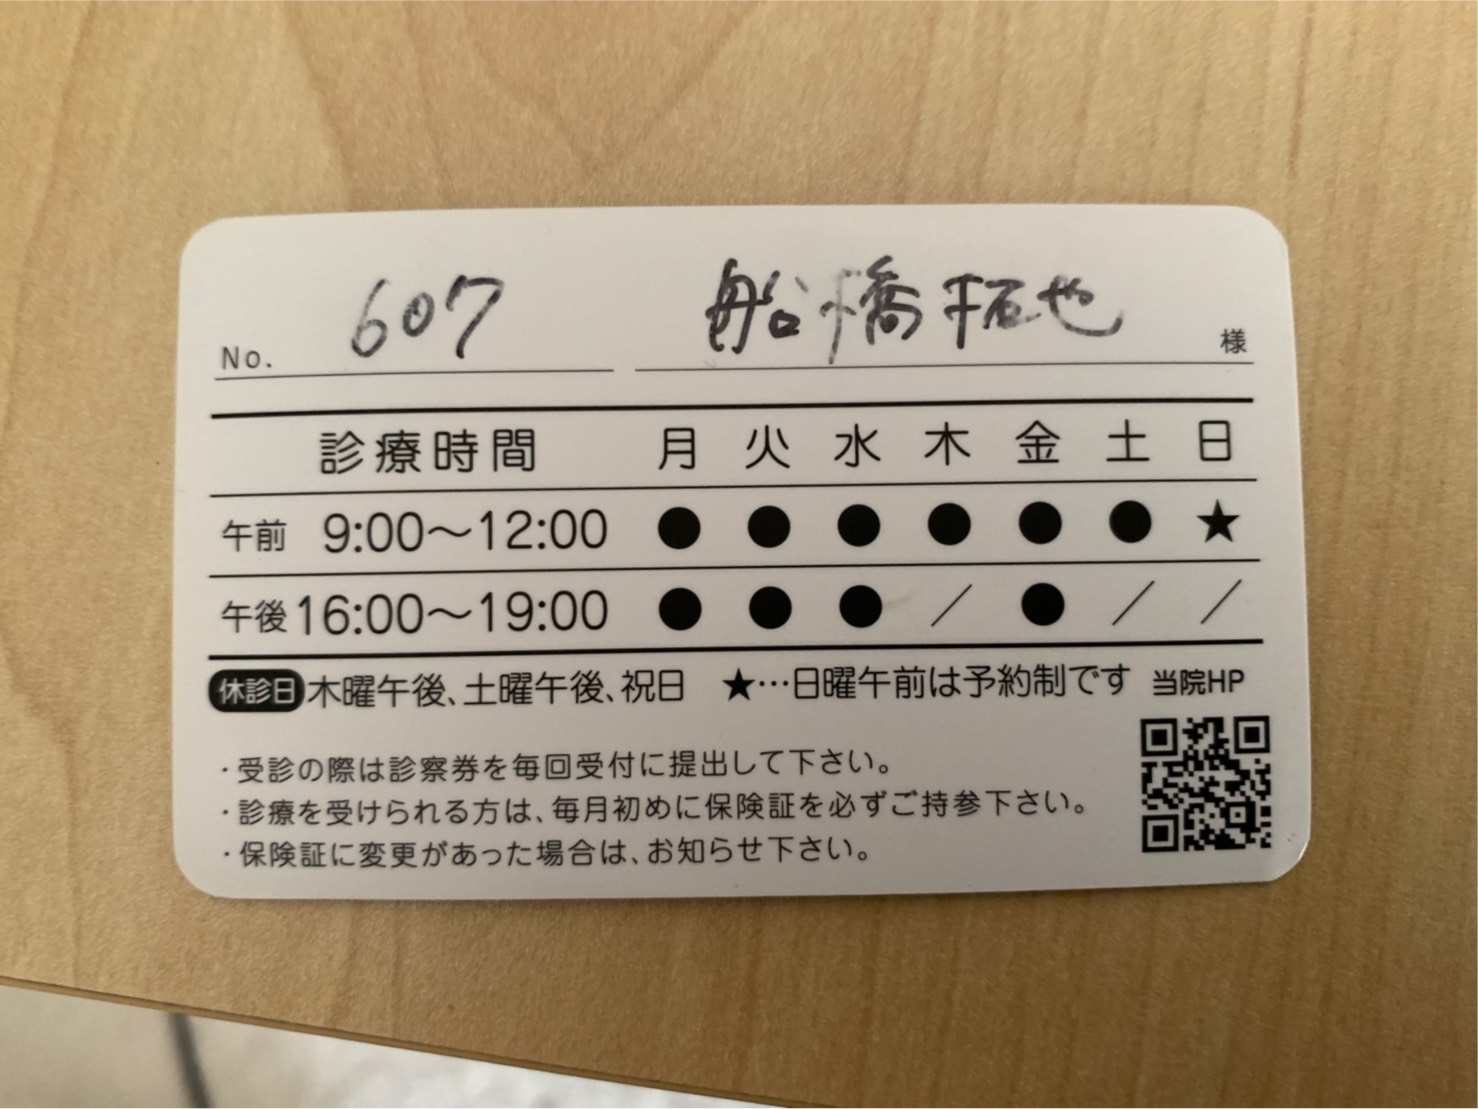 No. 607 船橋拓也 様
診療時間 月 火 水 木 金 土 日
午前 9:00〜12:00 ● ● ● ● ● ● ★
午後 16:00〜19:00 ● ● ● ／ ● ／ ／
休診日 木曜午後、土曜午後、祝日 ★…日曜午前は予約制です 当院HP
・受診の際は診察券を毎回受付に提出して下さい。
・診療を受けられる方は、毎月初めに保険証を必ずご持参下さい。
・保険証に変更があった場合は、お知らせ下さい。